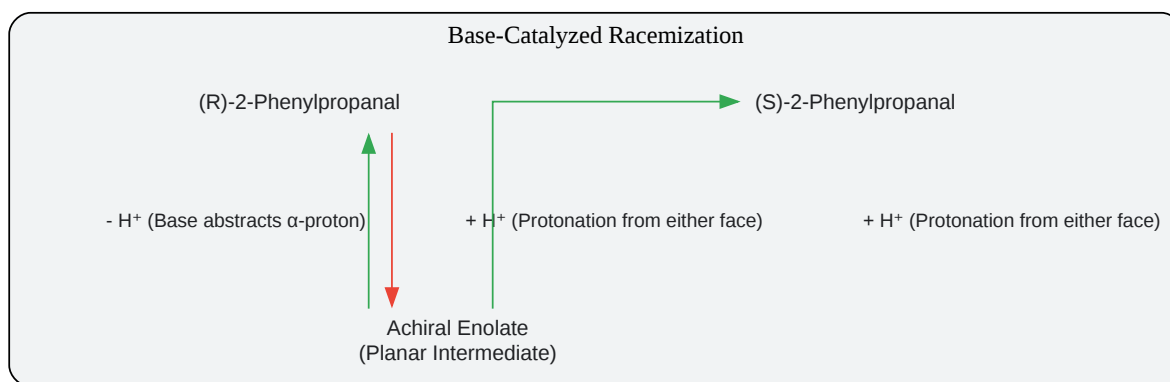 Base-Catalyzed Racemization
(R)-2-Phenylpropanal
(S)-2-Phenylpropanal
- H⁺ (Base abstracts α-proton)
+ H⁺ (Protonation from either face)
+ H⁺ (Protonation from either face)
Achiral Enolate
(Planar Intermediate)